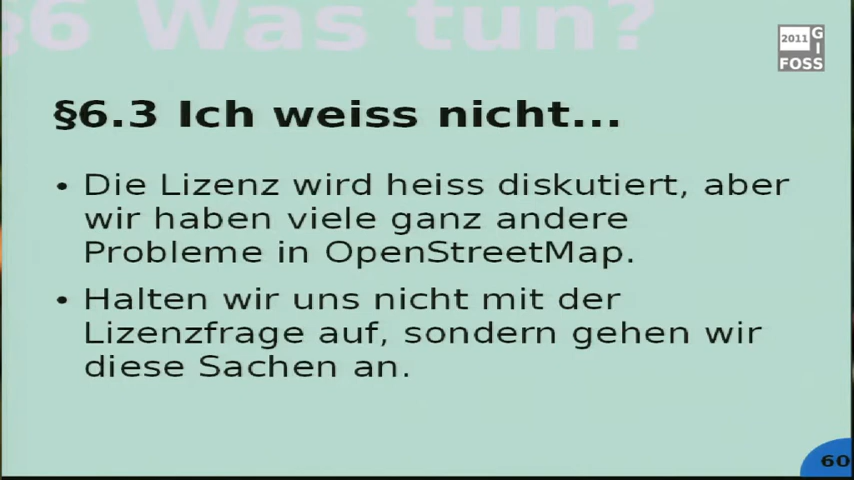 §6 Was tun?
2011 G
I
FOSS
§6.3 Ich weiss nicht...
• Die Lizenz wird heiss diskutiert, aber
wir haben viele ganz andere
Probleme in OpenStreetMap.
• Halten wir uns nicht mit der
Lizenzfrage auf, sondern gehen wir
diese Sachen an.
60